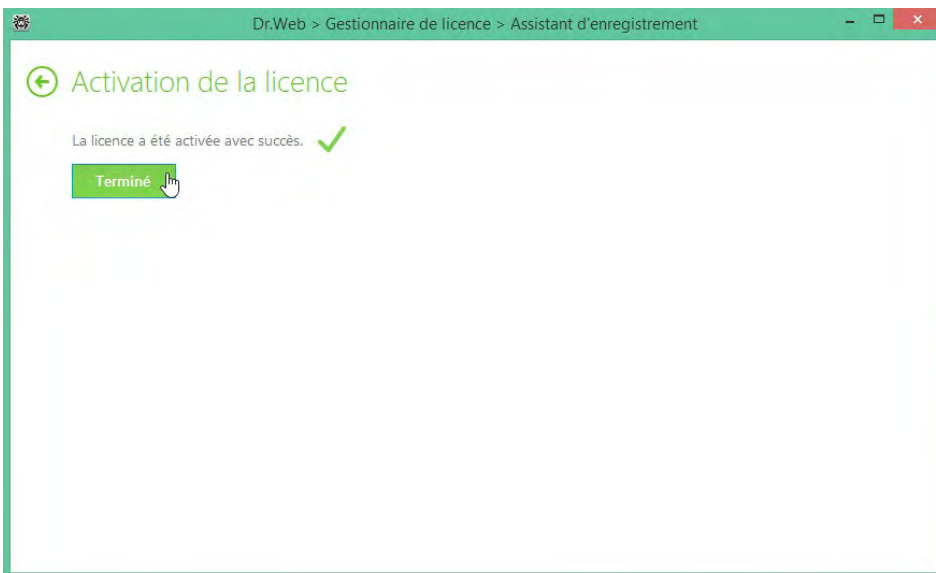 Dr.Web > Gestionnaire de licence > Assistant d'enregistrement
Activation de la licence
La licence a été activée avec succès.
Terminé